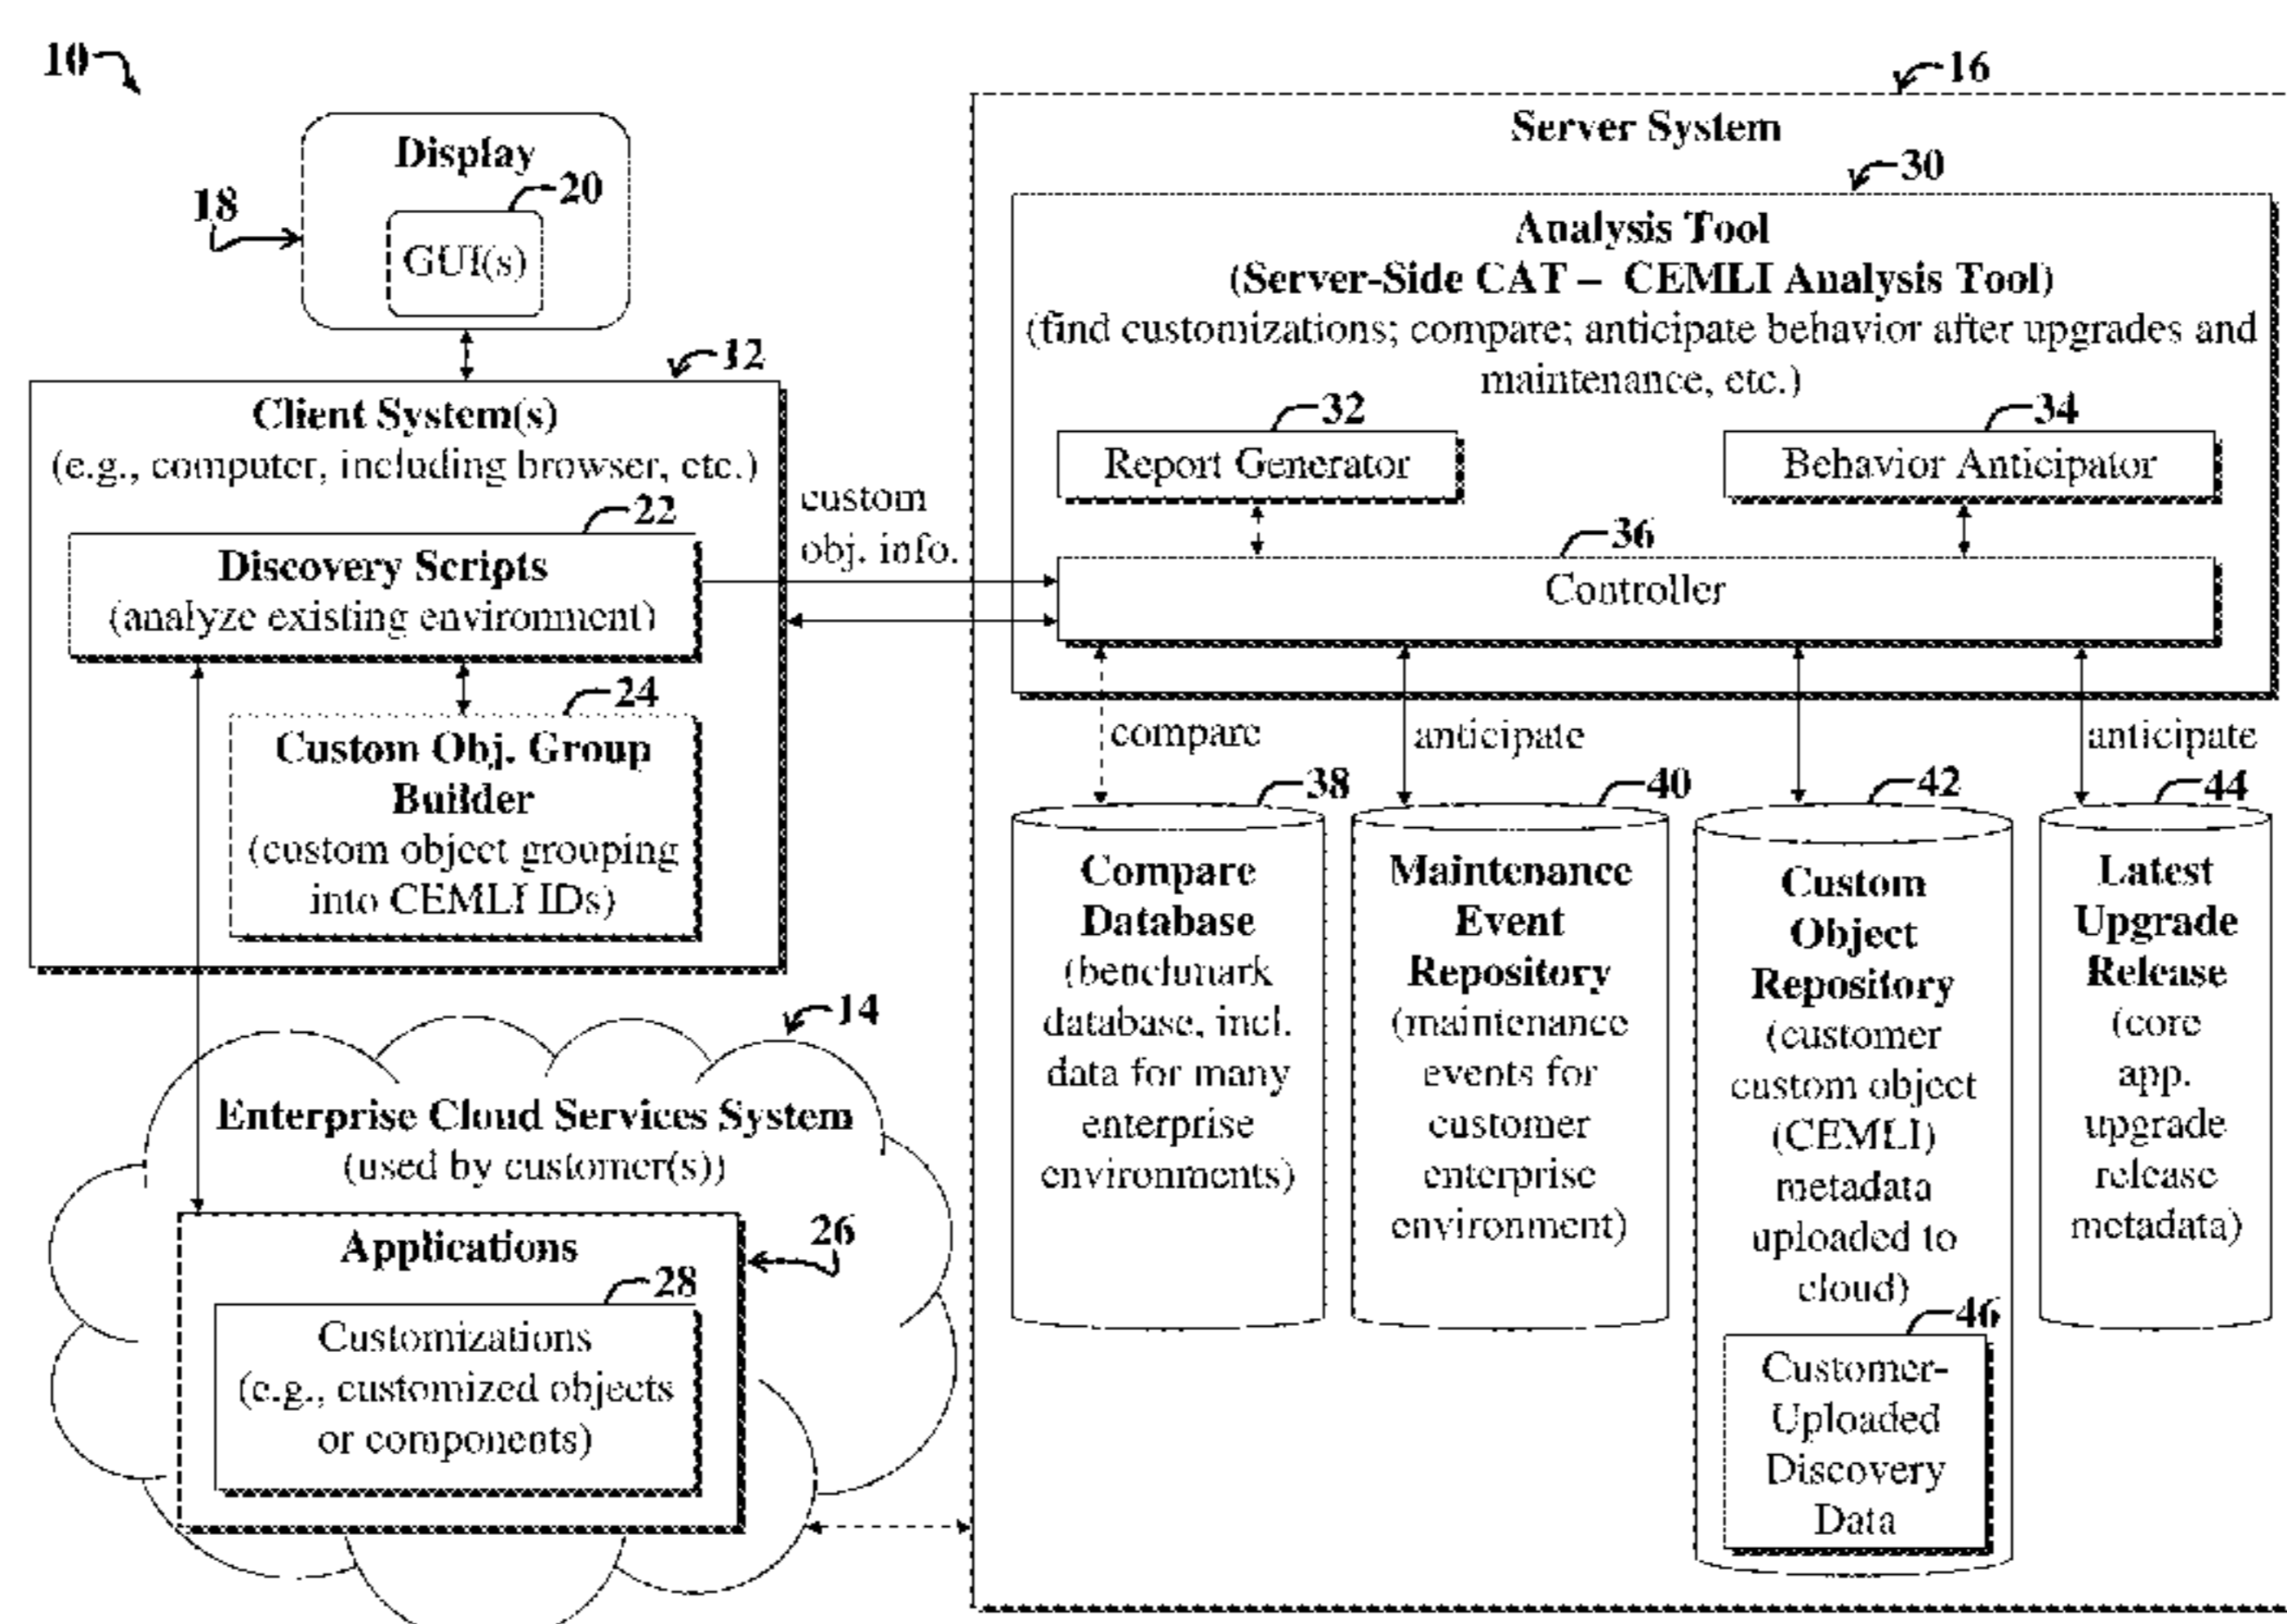 10
Display
20
18
GUI(s)
12
Client System(s)
(e.g., computer, including browser, etc.)
22
Discovery Scripts
(analyze existing environment)
24
Custom Obj. Group
Builder
(custom object grouping
into CEMLI IDs)
custom
obj. info.
14
Enterprise Cloud Services System
(used by customer(s))
26
Applications
28
Customizations
(e.g., customized objects
or components)
16
Server System
30
Analysis Tool
(Server-Side CAT – CEMLI Analysis Tool)
(find customizations; compare; anticipate behavior after upgrades and
maintenance, etc.)
32
Report Generator
34
Behavior Anticipator
36
Controller
compare
anticipate
anticipate
38
Compare
Database
(benchmark
database, incl.
data for many
enterprise
environments)
40
Maintenance
Event
Repository
(maintenance
events for
customer
enterprise
environment)
42
Custom
Object
Repository
(customer
custom object
(CEMLI)
metadata
uploaded to
cloud)
46
Customer-
Uploaded
Discovery
Data
44
Latest
Upgrade
Release
(core
app.
upgrade
release
metadata)